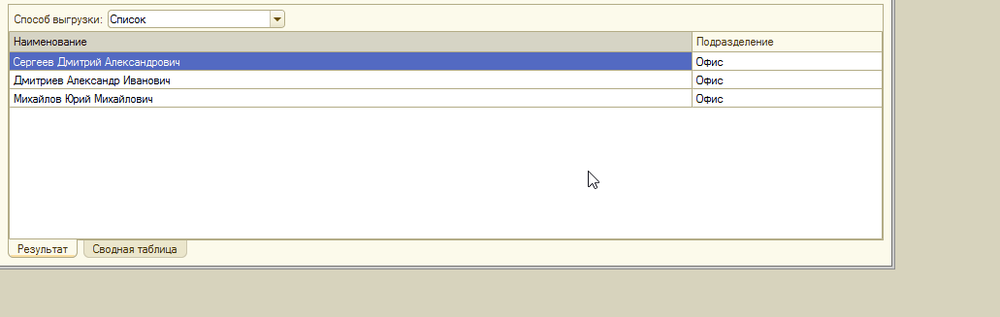 Способ выгрузки: Список
Наименование Подразделение
Сергеев Дмитрий Александрович Офис
Дмитриев Александр Иванович Офис
Михайлов Юрий Михайлович Офис
Результат Сводная таблица